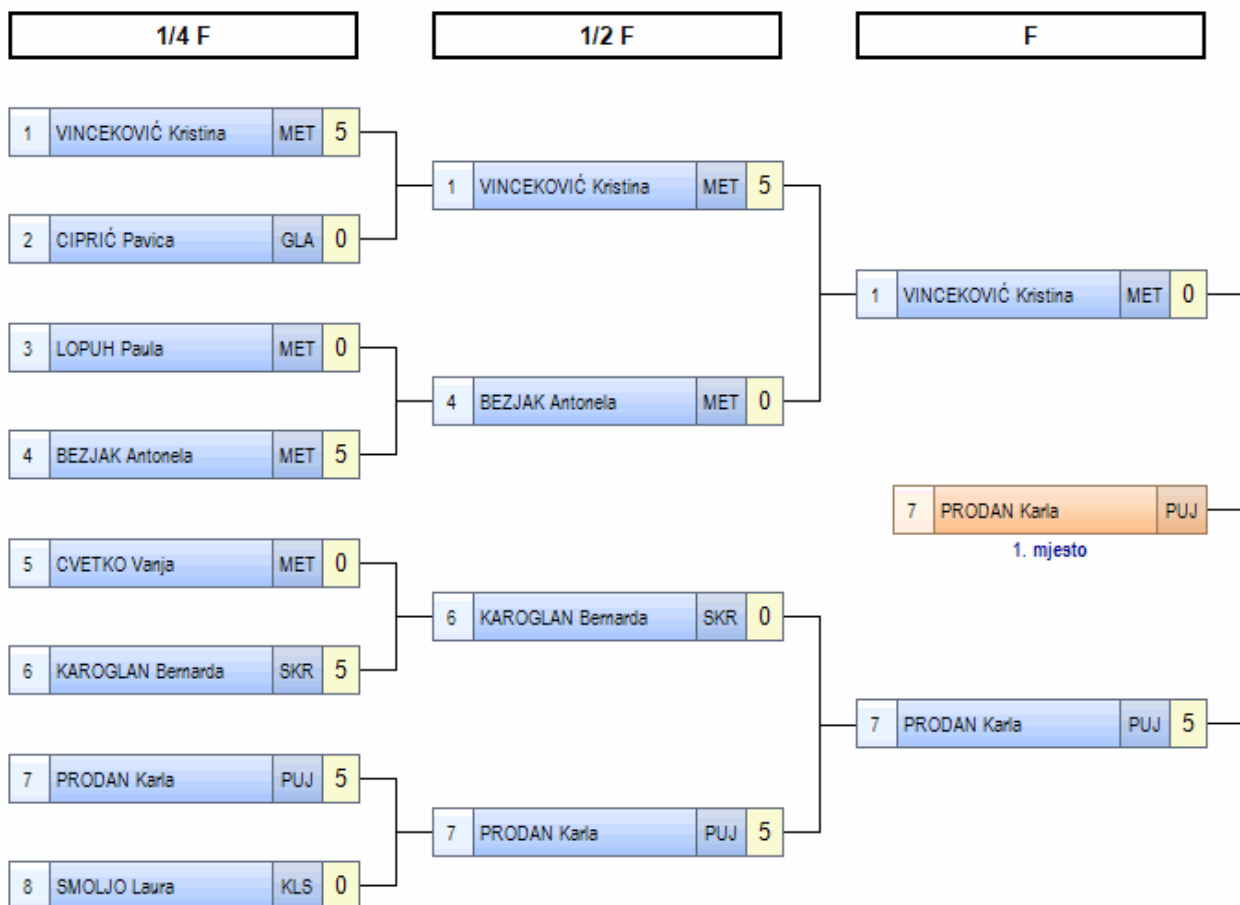 1/4 F
1/2 F
F
1 VINCEKOVIĆ Kristina MET 5
2 CIPRIĆ Pavica GLA 0
3 LOPUH Paula MET 0
4 BEZJAK Antonela MET 5
5 CVETKO Vanja MET 0
6 KAROGLAN Bernarda SKR 5
7 PRODAN Karla PUJ 5
8 SMOLJO Laura KLS 0
1 VINCEKOVIĆ Kristina MET 5
4 BEZJAK Antonela MET 0
6 KAROGLAN Bernarda SKR 0
7 PRODAN Karla PUJ 5
1 VINCEKOVIĆ Kristina MET 0
7 PRODAN Karla PUJ
1. mjesto
7 PRODAN Karla PUJ 5